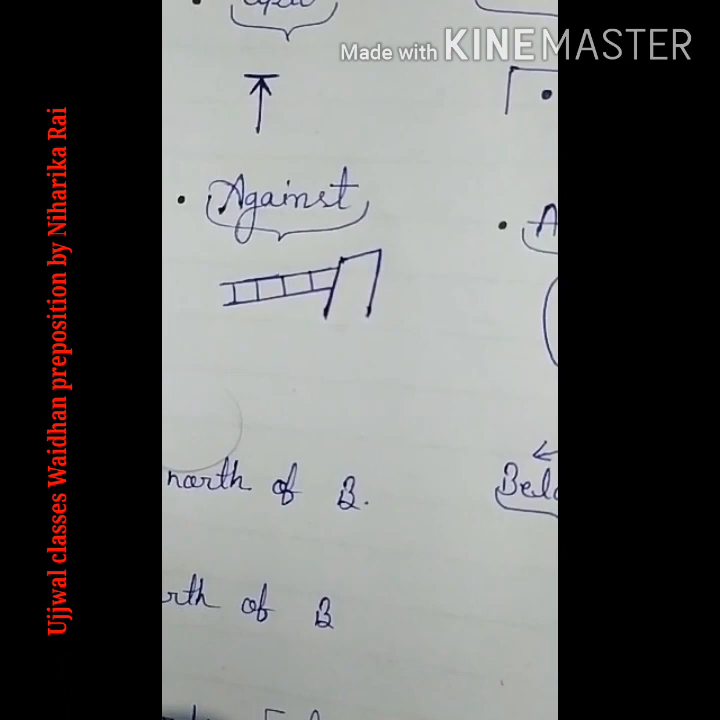 Made with KINEMASTER
Ujjwal classes Waidhan preposition by Niharika Rai
• Against
north of B.
rth of B